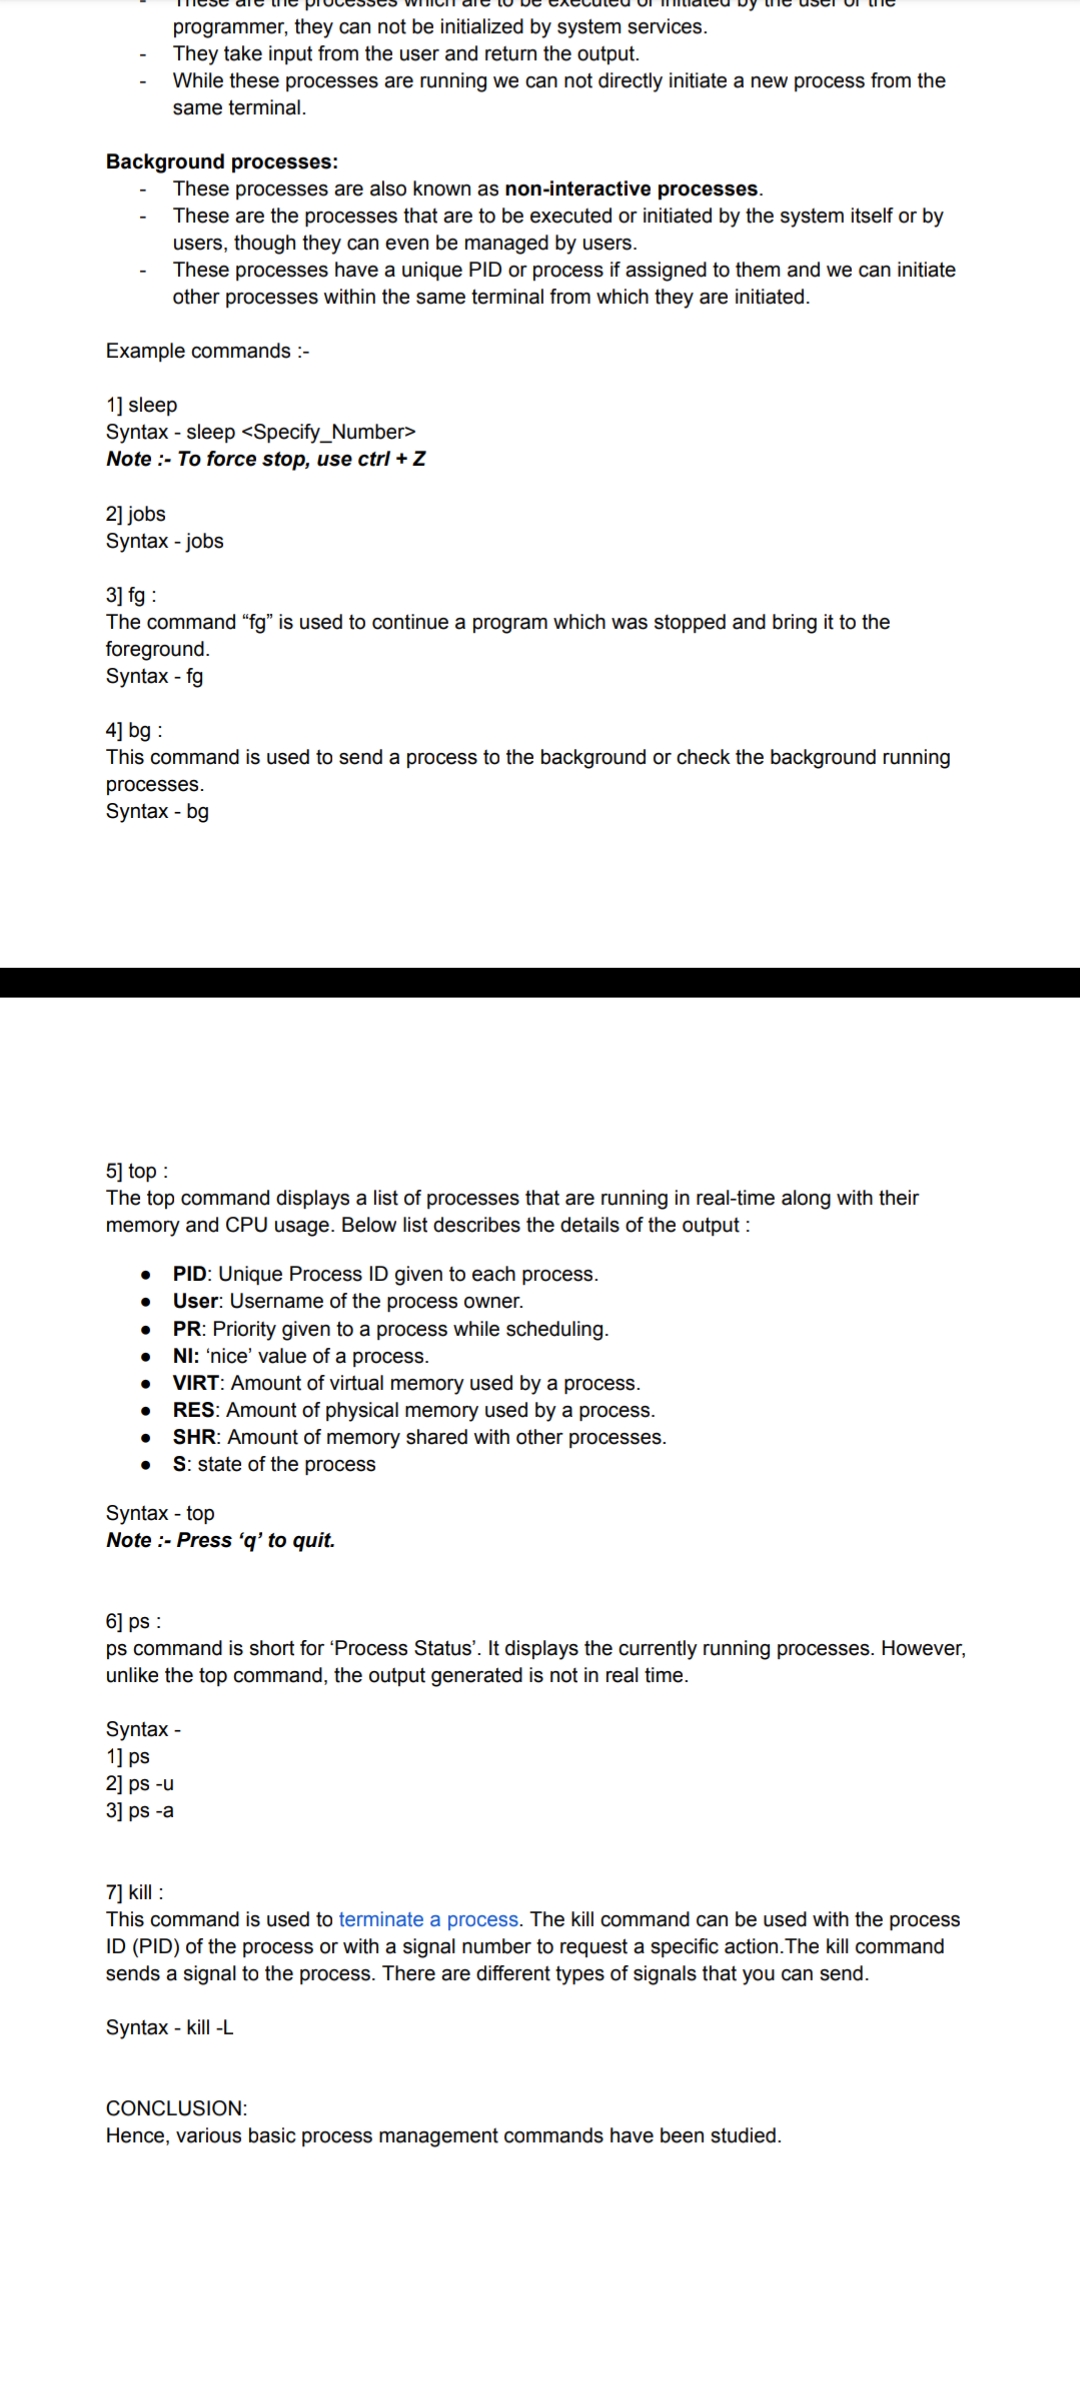 - These are the processes which are to be executed or initiated by the user or the
programmer, they can not be initialized by system services.
- They take input from the user and return the output.
- While these processes are running we can not directly initiate a new process from the
same terminal.
Background processes:
- These processes are also known as non-interactive processes.
- These are the processes that are to be executed or initiated by the system itself or by
users, though they can even be managed by users.
- These processes have a unique PID or process if assigned to them and we can initiate
other processes within the same terminal from which they are initiated.
Example commands :-
1] sleep
Syntax - sleep <Specify_Number>
Note :- To force stop, use ctrl + Z
2] jobs
Syntax - jobs
3] fg :
The command “fg” is used to continue a program which was stopped and bring it to the
foreground.
Syntax - fg
4] bg :
This command is used to send a process to the background or check the background running
processes.
Syntax - bg
5] top :
The top command displays a list of processes that are running in real-time along with their
memory and CPU usage. Below list describes the details of the output :
● PID: Unique Process ID given to each process.
● User: Username of the process owner.
● PR: Priority given to a process while scheduling.
● NI: ‘nice’ value of a process.
● VIRT: Amount of virtual memory used by a process.
● RES: Amount of physical memory used by a process.
● SHR: Amount of memory shared with other processes.
● S: state of the process
Syntax - top
Note :- Press ‘q’ to quit.
6] ps :
ps command is short for ‘Process Status’. It displays the currently running processes. However,
unlike the top command, the output generated is not in real time.
Syntax -
1] ps
2] ps -u
3] ps -a
7] kill :
This command is used to terminate a process. The kill command can be used with the process
ID (PID) of the process or with a signal number to request a specific action.The kill command
sends a signal to the process. There are different types of signals that you can send.
Syntax - kill -L
CONCLUSION:
Hence, various basic process management commands have been studied.